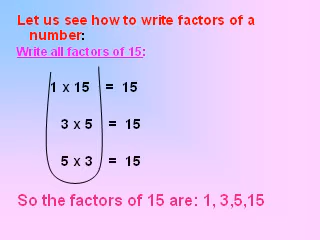 Let us see how to write factors of a
number:
Write all factors of 15:
1 x 15 = 15
3 x 5 = 15
5 x 3 = 15
So the factors of 15 are: 1, 3,5,15